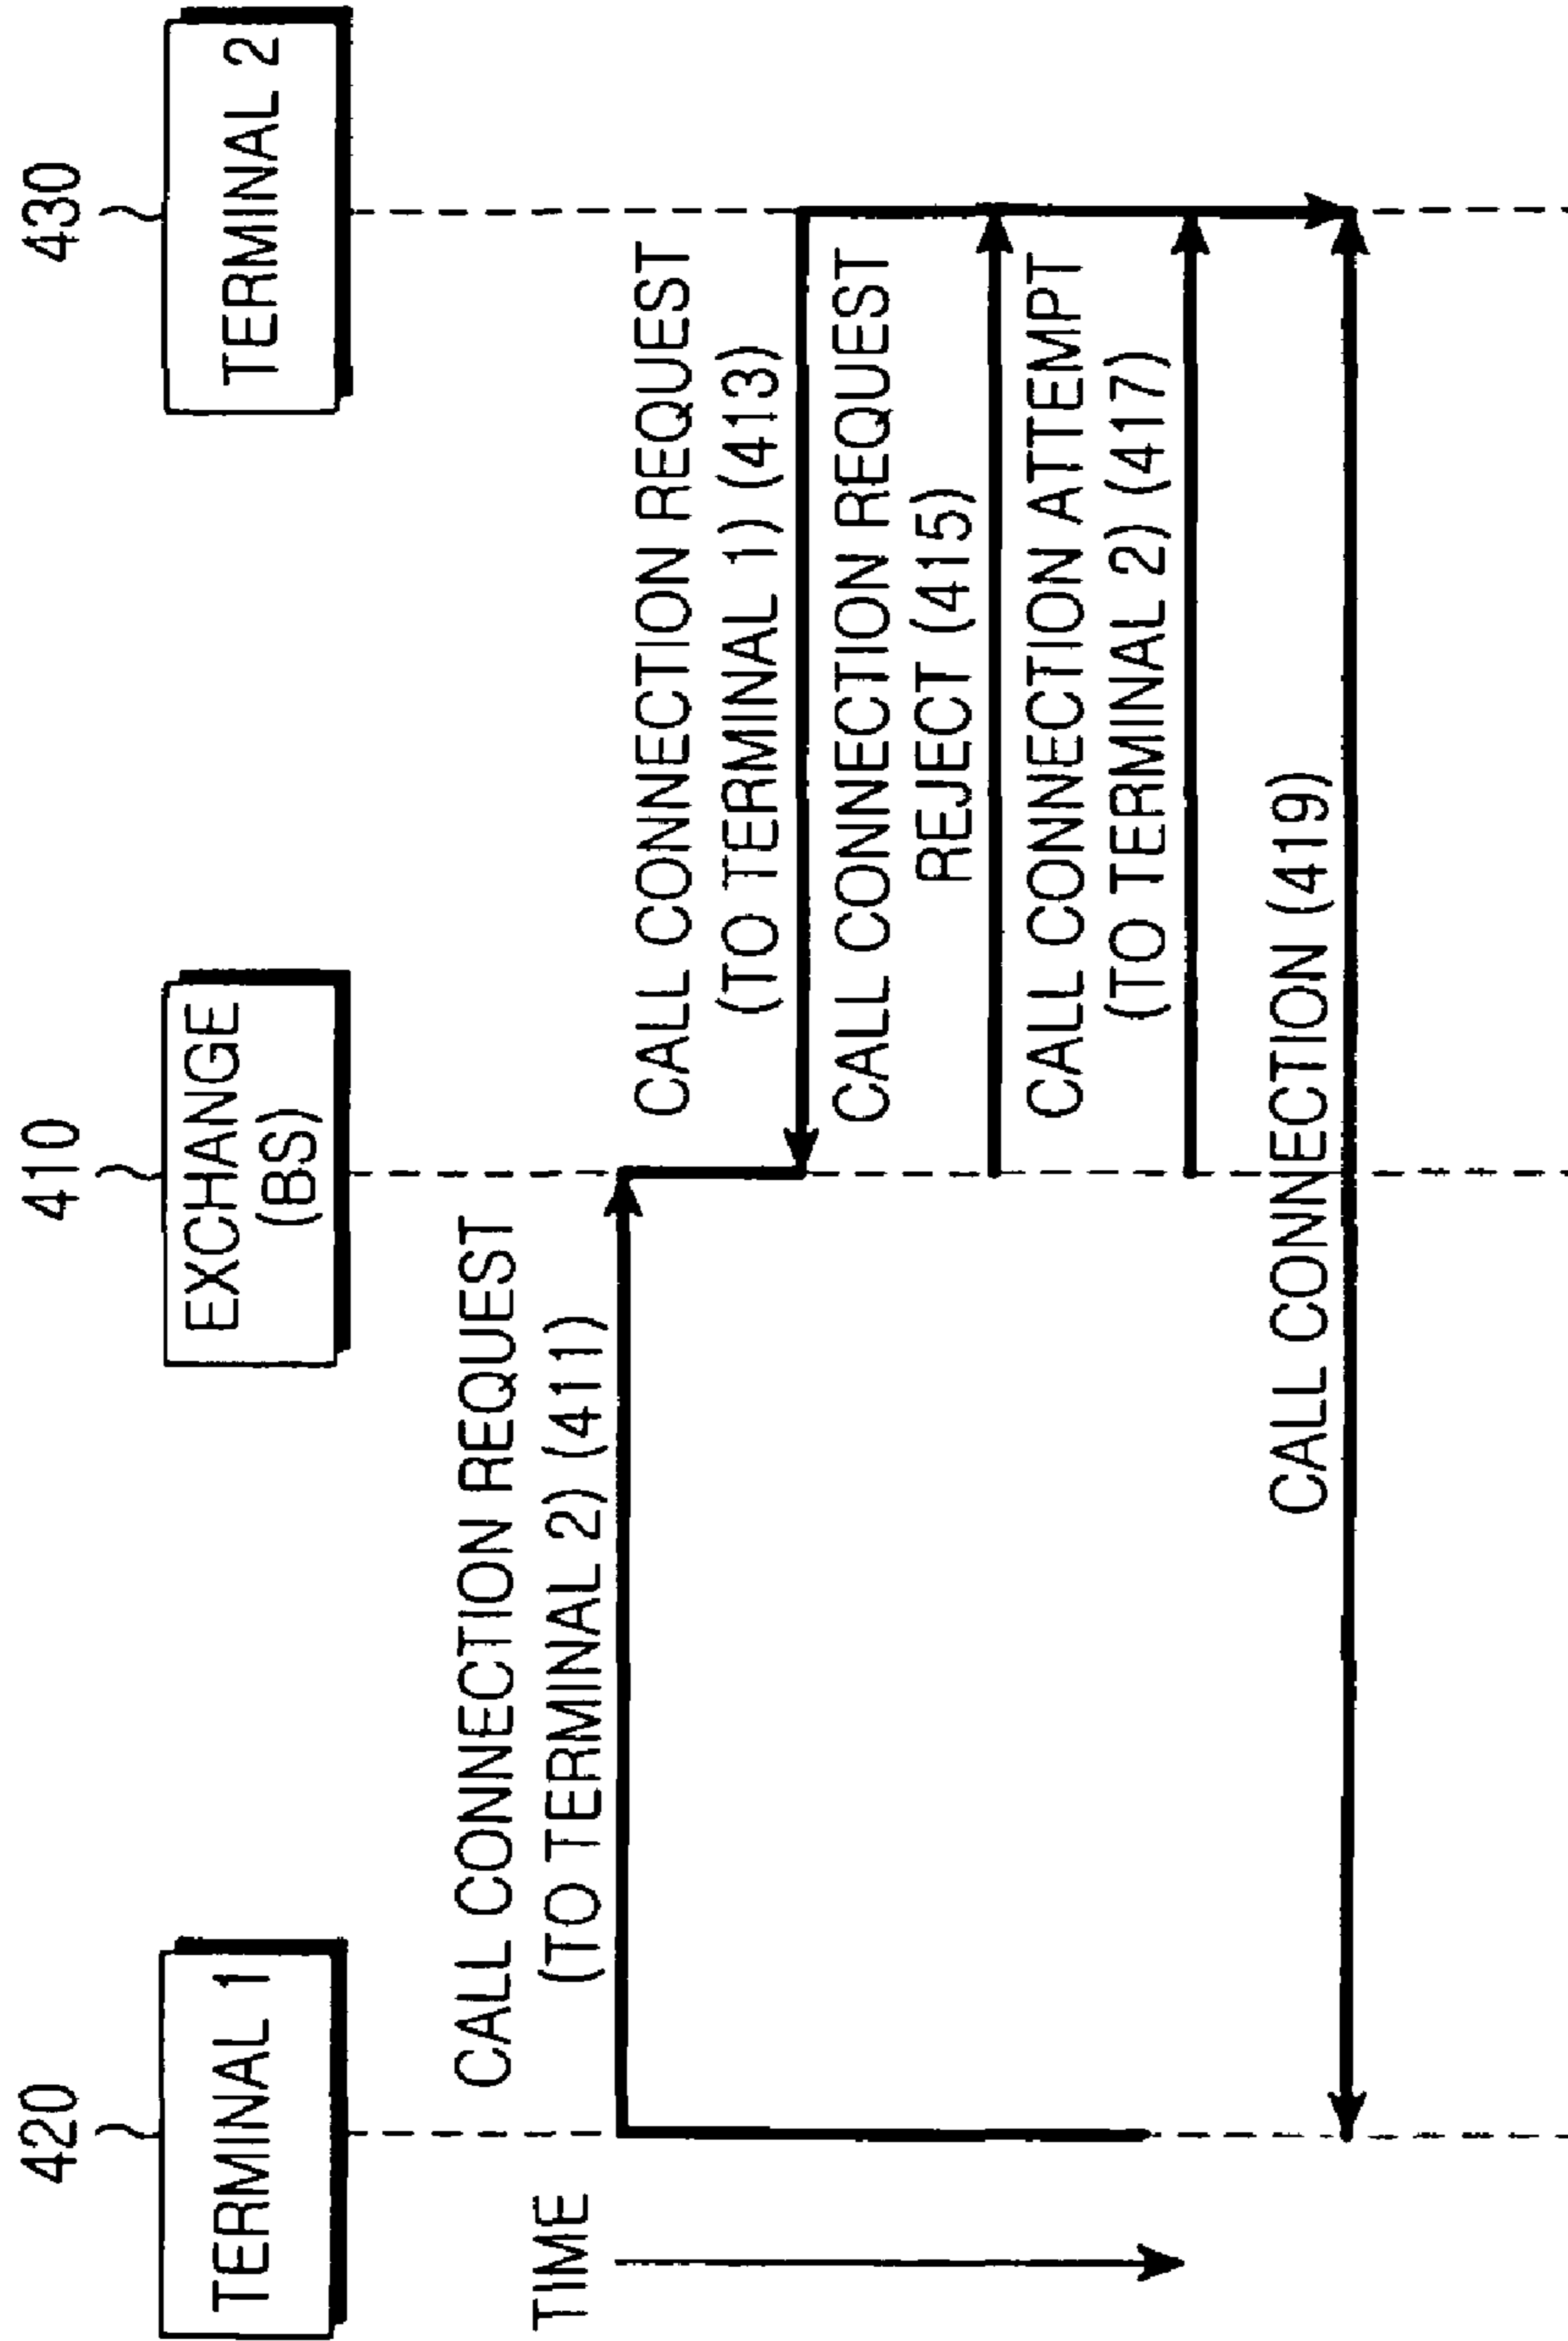 420
410
430
TERMINAL 1
EXCHANGE
(BS)
TERMINAL 2
TIME
CALL CONNECTION REQUEST
(TO TERMINAL 2) (411)
CALL CONNECTION REQUEST
(TO TERMINAL 1) (413)
CALL CONNECTION REQUEST
REJECT (415)
CALL CONNECTION ATTEMPT
(TO TERMINAL 2) (417)
CALL CONNECTION (419)